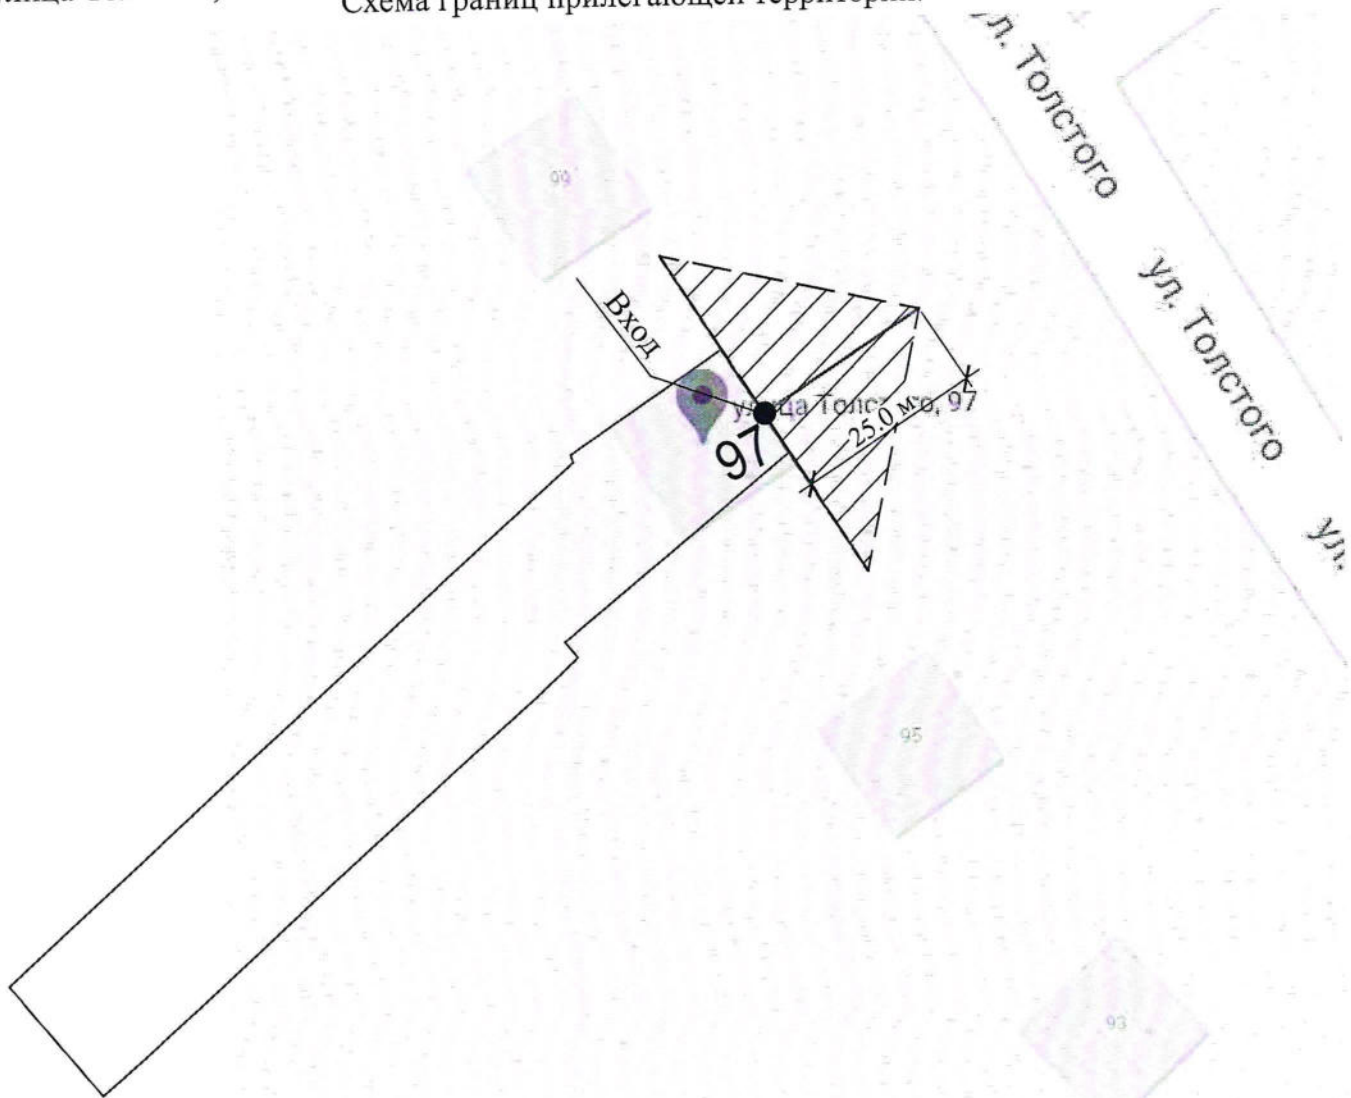 Схема границ прилегающей территории.
ул. Толстого
99
ул. Толстого
Вход
97
25.0 м
ул.
95
93